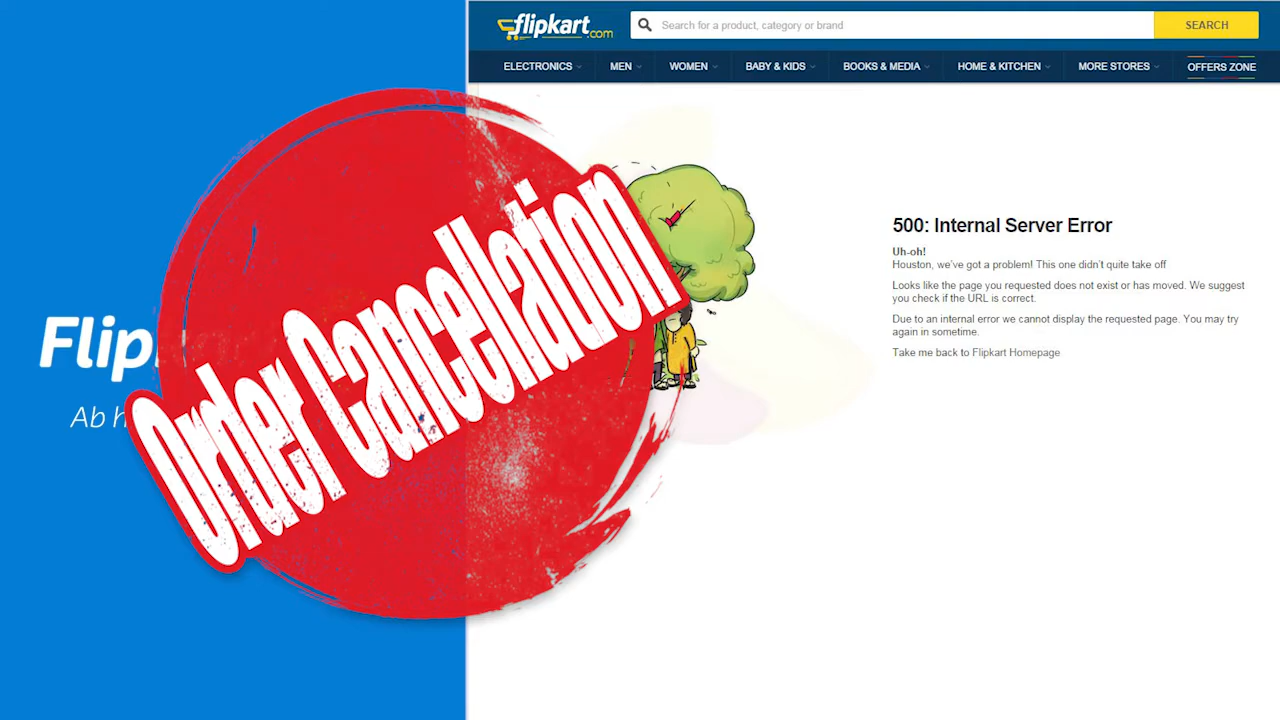 flipkart.com
Search for a product, category or brand
SEARCH
ELECTRONICS
MEN
WOMEN
BABY & KIDS
BOOKS & MEDIA
HOME & KITCHEN
MORE STORES
OFFERS ZONE
Order Cancellation
Flip
Ab h
500: Internal Server Error
Uh-oh!
Houston, we've got a problem! This one didn't quite take off
Looks like the page you requested does not exist or has moved. We suggest
you check if the URL is correct.
Due to an internal error we cannot display the requested page. You may try
again in sometime.
Take me back to Flipkart Homepage